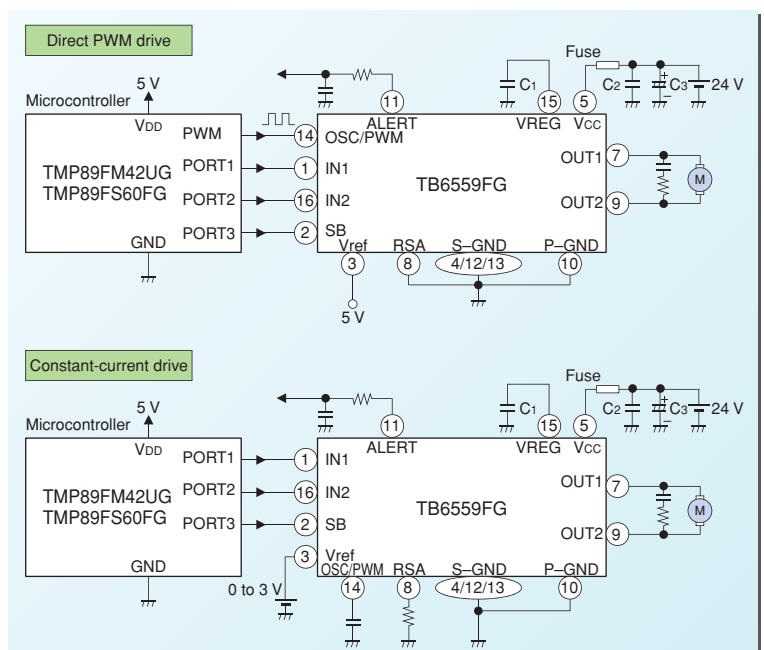 Direct PWM drive
5 V
Microcontroller
VDD
TMP89FM42UG
TMP89FS60FG
PWM
PORT1
PORT2
PORT3
GND
14
1
16
2
OSC/PWM
IN1
IN2
SB
11
ALERT
TB6559FG
C1
15
VREG
Fuse
5
Vcc
C2
+
–
C3
24 V
OUT1
7
OUT2
9
M
Vref
3
5 V
RSA
8
S–GND
4/12/13
P–GND
10
Constant-current drive
5 V
Microcontroller
VDD
TMP89FM42UG
TMP89FS60FG
PORT1
PORT2
PORT3
GND
1
16
2
3
IN1
IN2
SB
Vref
0 to 3 V
11
ALERT
TB6559FG
C1
15
VREG
Fuse
5
Vcc
C2
+
–
C3
24 V
OUT1
7
OUT2
9
M
OSC/PWM
14
RSA
8
S–GND
4/12/13
P–GND
10